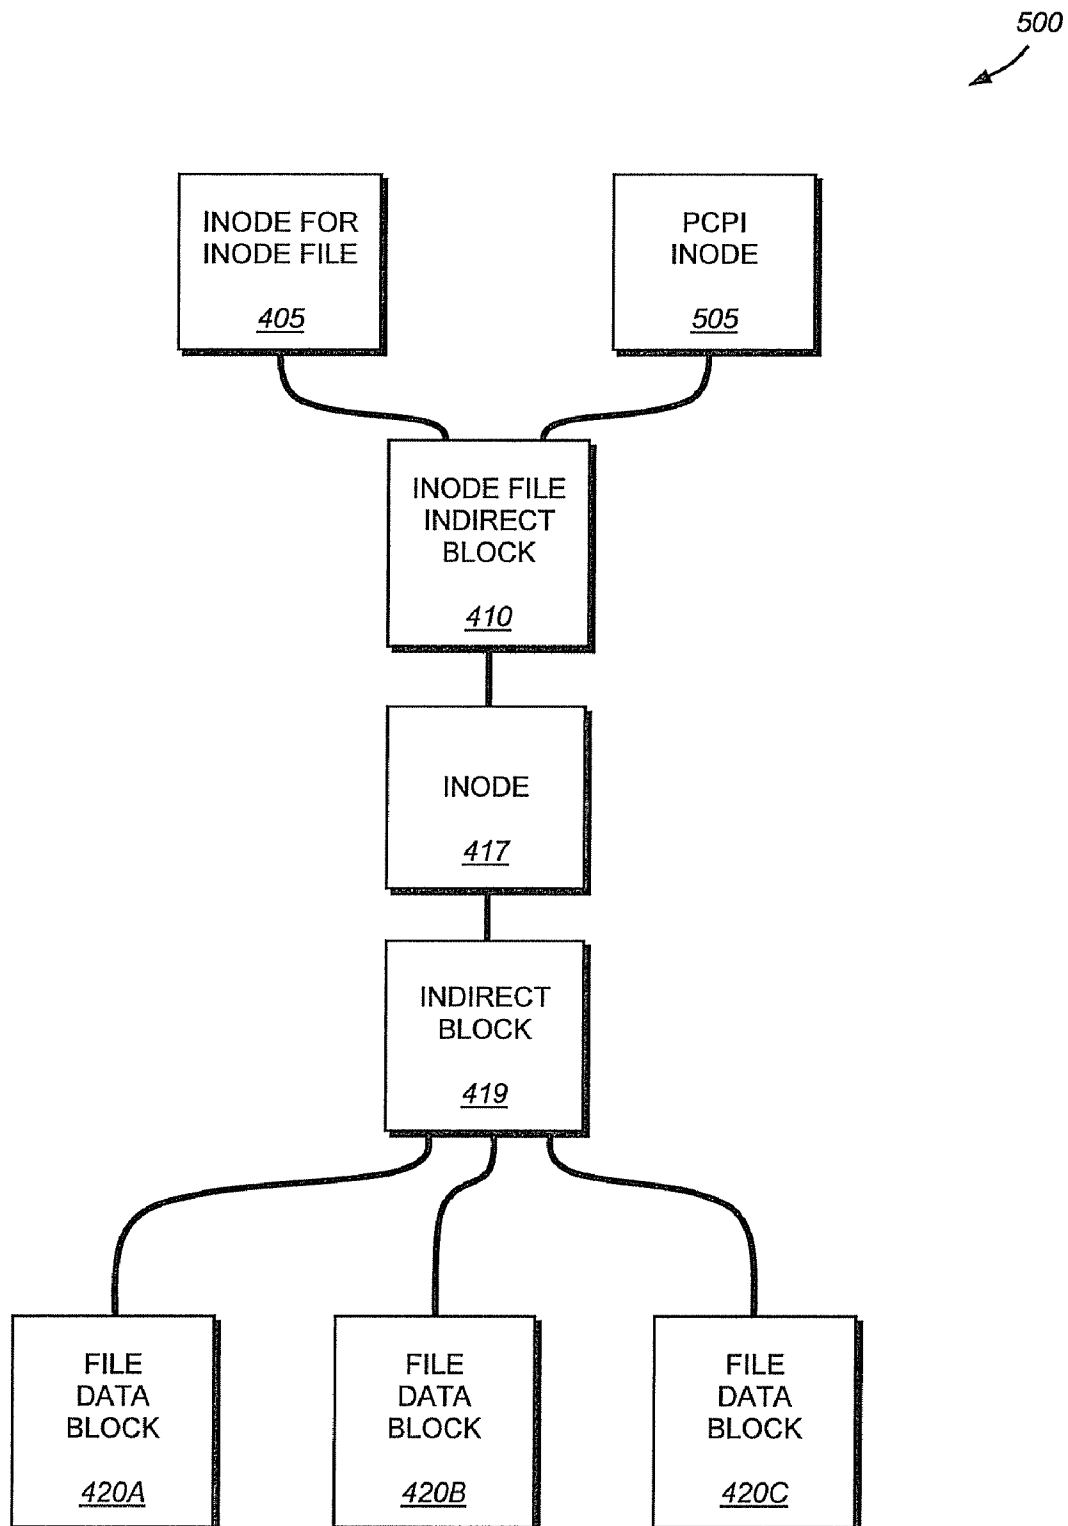 500
INODE FOR
INODE FILE
405
PCPI
INODE
505
INODE FILE
INDIRECT
BLOCK
410
INODE
417
INDIRECT
BLOCK
419
FILE
DATA
BLOCK
420A
FILE
DATA
BLOCK
420B
FILE
DATA
BLOCK
420C